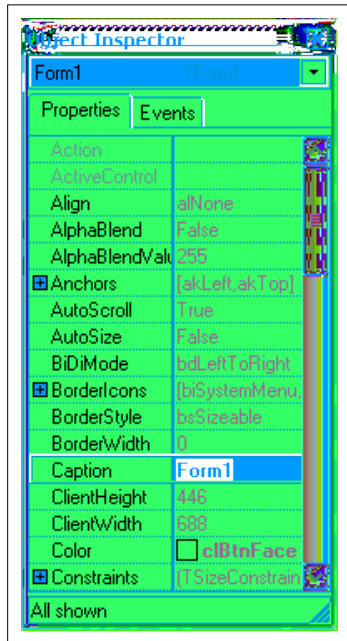 Object Inspector
Form1 TForm1
Properties Events
Action
ActiveControl
Align alNone
AlphaBlend False
AlphaBlendValu 255
Anchors [akLeft,akTop]
AutoScroll True
AutoSize False
BiDiMode bdLeftToRight
BorderIcons [biSystemMenu,
BorderStyle bsSizeable
BorderWidth 0
Caption Form1
ClientHeight 446
ClientWidth 688
Color clBtnFace
Constraints (TSizeConstrain
All shown